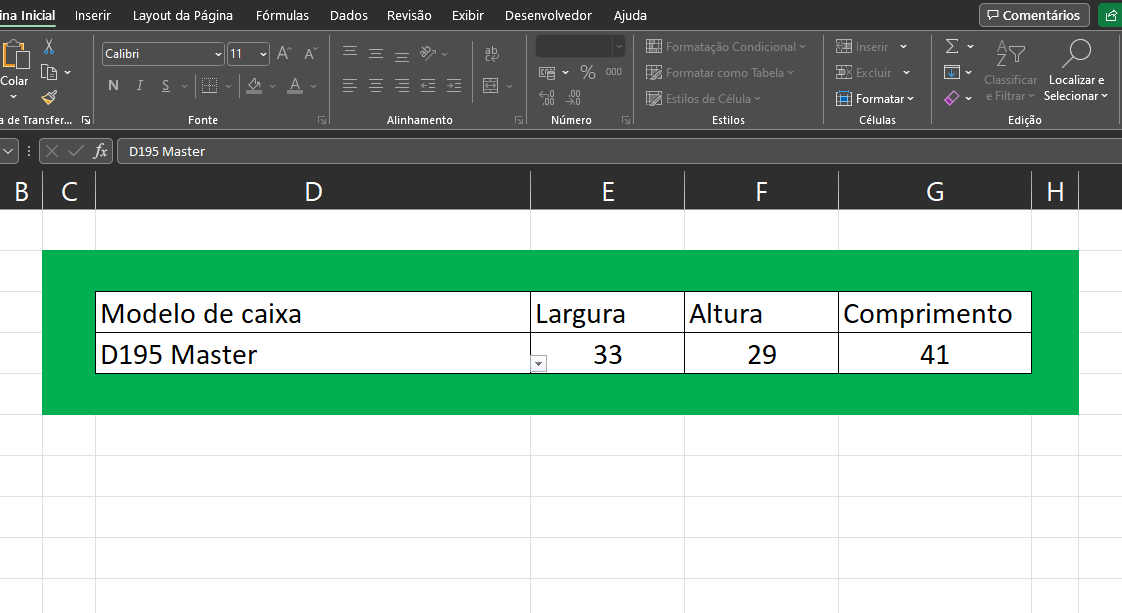 ina Inicial Inserir Layout da Página Fórmulas Dados Revisão Exibir Desenvolvedor Ajuda Comentários
Calibri 11 ab Formatação Condicional Inserir
Colar N I S A % 000 Formatar como Tabela Excluir Classificar e Filtrar Localizar e Selecionar
Estilos de Célula Formatar
a de Transfer... Fonte Alinhamento Número Estilos Células Edição
fx D195 Master
B C D E F G H
Modelo de caixa Largura Altura Comprimento
D195 Master 33 29 41